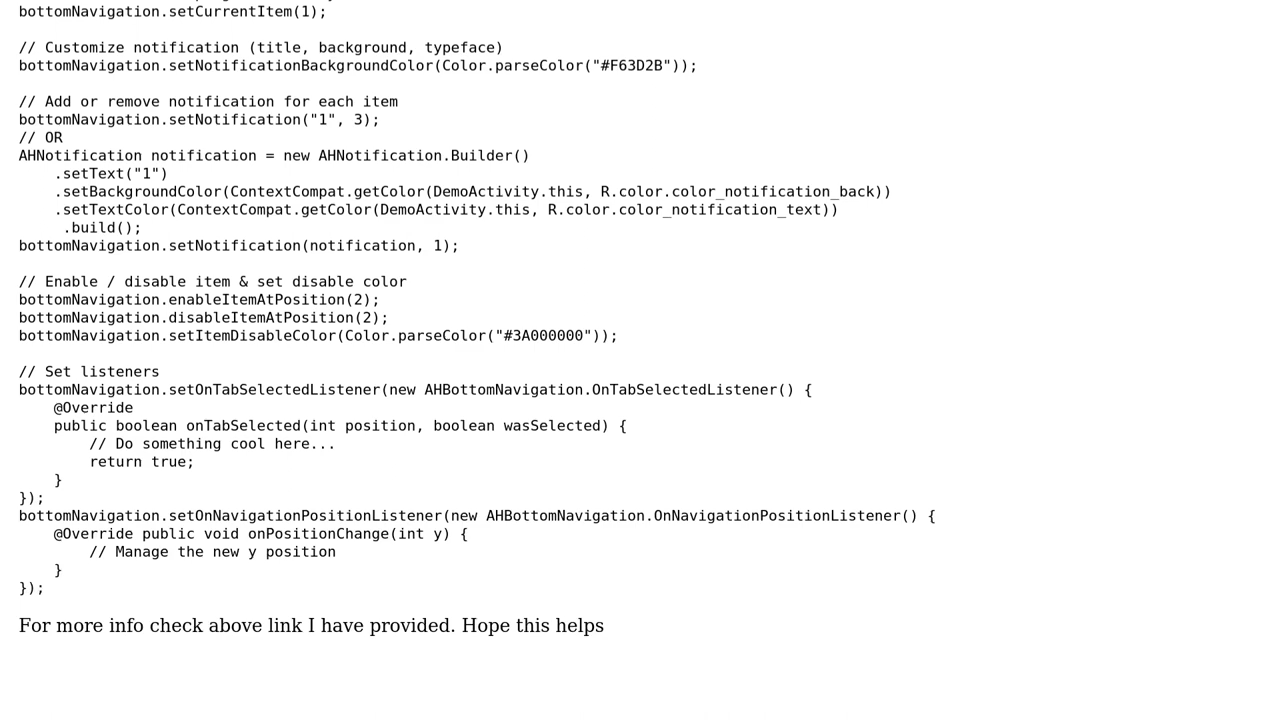 bottomNavigation.setCurrentItem(1);

// Customize notification (title, background, typeface)
bottomNavigation.setNotificationBackgroundColor(Color.parseColor("#F63D2B"));

// Add or remove notification for each item
bottomNavigation.setNotification("1", 3);
// OR
AHNotification notification = new AHNotification.Builder()
    .setText("1")
    .setBackgroundColor(ContextCompat.getColor(DemoActivity.this, R.color.color_notification_back))
    .setTextColor(ContextCompat.getColor(DemoActivity.this, R.color.color_notification_text))
     .build();
bottomNavigation.setNotification(notification, 1);

// Enable / disable item & set disable color
bottomNavigation.enableItemAtPosition(2);
bottomNavigation.disableItemAtPosition(2);
bottomNavigation.setItemDisableColor(Color.parseColor("#3A000000"));

// Set listeners
bottomNavigation.setOnTabSelectedListener(new AHBottomNavigation.OnTabSelectedListener() {
    @Override
    public boolean onTabSelected(int position, boolean wasSelected) {
        // Do something cool here...
        return true;
    }
});
bottomNavigation.setOnNavigationPositionListener(new AHBottomNavigation.OnNavigationPositionListener() {
    @Override public void onPositionChange(int y) {
        // Manage the new y position
    }
});

For more info check above link I have provided. Hope this helps